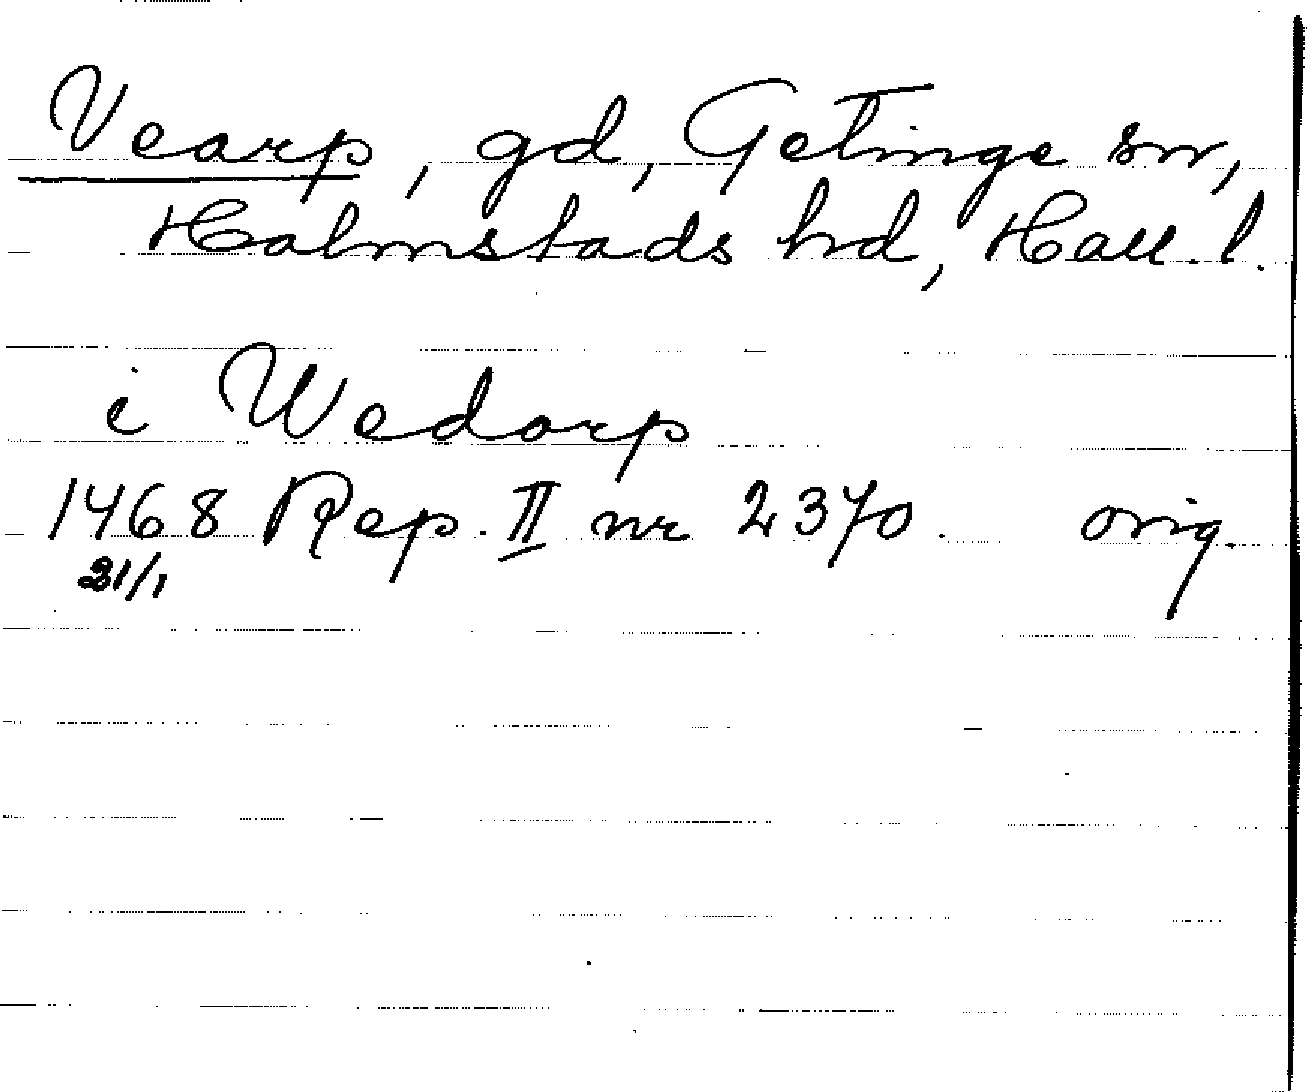 Vearp, gd, Getinge sn,
Halmstads hd, Hall. l.
i Wedorp
1468 Rep. II nr 2370. orig.
21/1